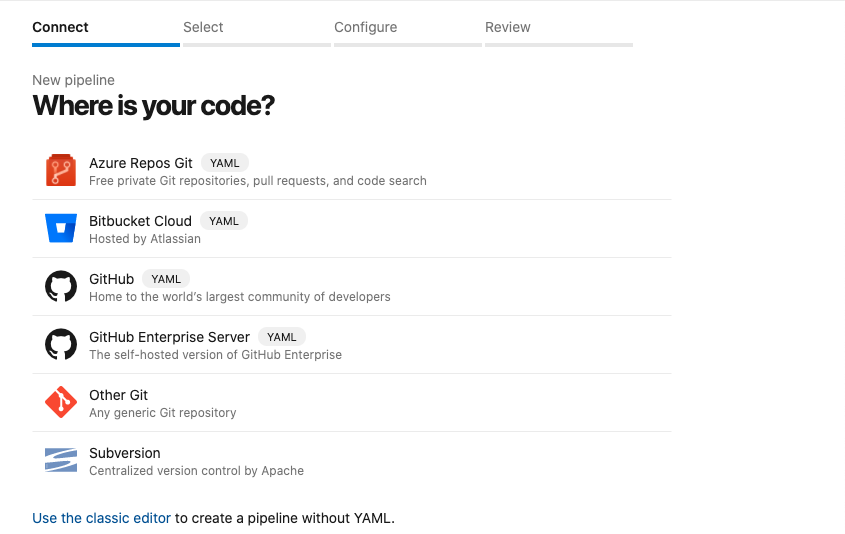 Connect Select Configure Review
New pipeline
Where is your code?
Azure Repos Git YAML
Free private Git repositories, pull requests, and code search
Bitbucket Cloud YAML
Hosted by Atlassian
GitHub YAML
Home to the world's largest community of developers
GitHub Enterprise Server YAML
The self-hosted version of GitHub Enterprise
Other Git
Any generic Git repository
Subversion
Centralized version control by Apache
Use the classic editor to create a pipeline without YAML.